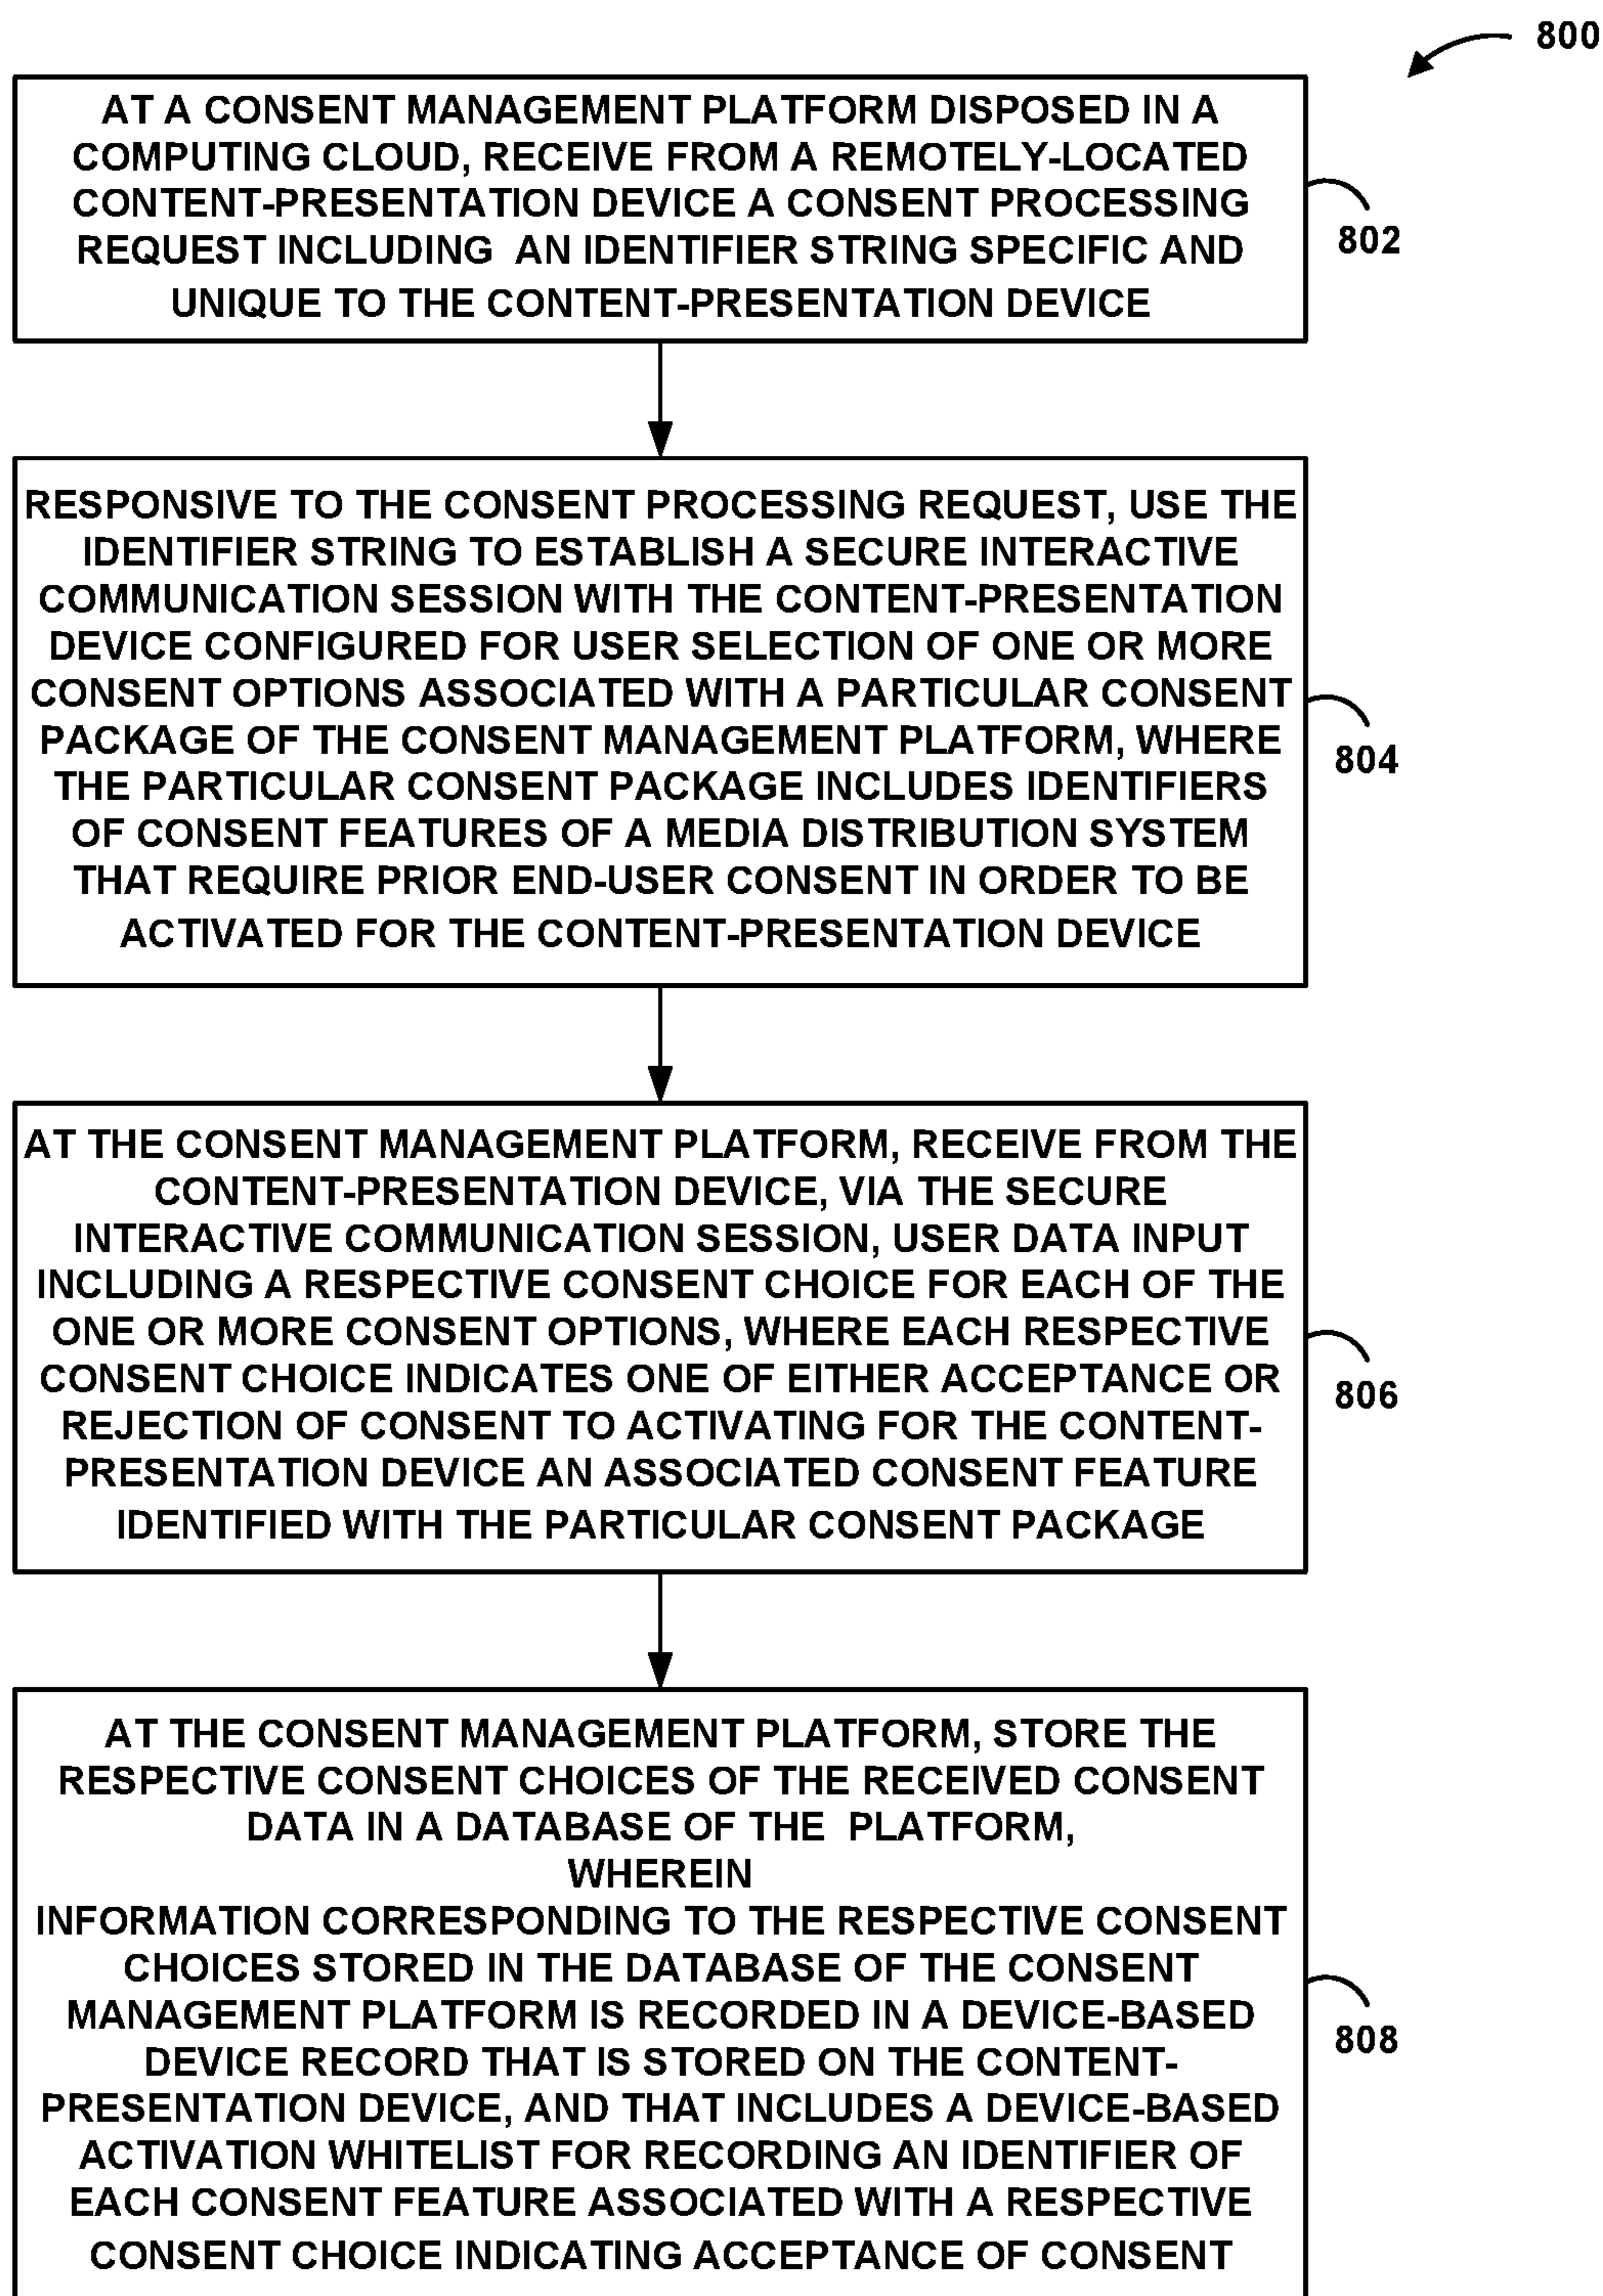 800
AT A CONSENT MANAGEMENT PLATFORM DISPOSED IN A
COMPUTING CLOUD, RECEIVE FROM A REMOTELY-LOCATED
CONTENT-PRESENTATION DEVICE A CONSENT PROCESSING
REQUEST INCLUDING AN IDENTIFIER STRING SPECIFIC AND
UNIQUE TO THE CONTENT-PRESENTATION DEVICE
802
RESPONSIVE TO THE CONSENT PROCESSING REQUEST, USE THE
IDENTIFIER STRING TO ESTABLISH A SECURE INTERACTIVE
COMMUNICATION SESSION WITH THE CONTENT-PRESENTATION
DEVICE CONFIGURED FOR USER SELECTION OF ONE OR MORE
CONSENT OPTIONS ASSOCIATED WITH A PARTICULAR CONSENT
PACKAGE OF THE CONSENT MANAGEMENT PLATFORM, WHERE
THE PARTICULAR CONSENT PACKAGE INCLUDES IDENTIFIERS
OF CONSENT FEATURES OF A MEDIA DISTRIBUTION SYSTEM
THAT REQUIRE PRIOR END-USER CONSENT IN ORDER TO BE
ACTIVATED FOR THE CONTENT-PRESENTATION DEVICE
804
AT THE CONSENT MANAGEMENT PLATFORM, RECEIVE FROM THE
CONTENT-PRESENTATION DEVICE, VIA THE SECURE
INTERACTIVE COMMUNICATION SESSION, USER DATA INPUT
INCLUDING A RESPECTIVE CONSENT CHOICE FOR EACH OF THE
ONE OR MORE CONSENT OPTIONS, WHERE EACH RESPECTIVE
CONSENT CHOICE INDICATES ONE OF EITHER ACCEPTANCE OR
REJECTION OF CONSENT TO ACTIVATING FOR THE CONTENT-
PRESENTATION DEVICE AN ASSOCIATED CONSENT FEATURE
IDENTIFIED WITH THE PARTICULAR CONSENT PACKAGE
806
AT THE CONSENT MANAGEMENT PLATFORM, STORE THE
RESPECTIVE CONSENT CHOICES OF THE RECEIVED CONSENT
DATA IN A DATABASE OF THE PLATFORM,
WHEREIN
INFORMATION CORRESPONDING TO THE RESPECTIVE CONSENT
CHOICES STORED IN THE DATABASE OF THE CONSENT
MANAGEMENT PLATFORM IS RECORDED IN A DEVICE-BASED
DEVICE RECORD THAT IS STORED ON THE CONTENT-
PRESENTATION DEVICE, AND THAT INCLUDES A DEVICE-BASED
ACTIVATION WHITELIST FOR RECORDING AN IDENTIFIER OF
EACH CONSENT FEATURE ASSOCIATED WITH A RESPECTIVE
CONSENT CHOICE INDICATING ACCEPTANCE OF CONSENT
808